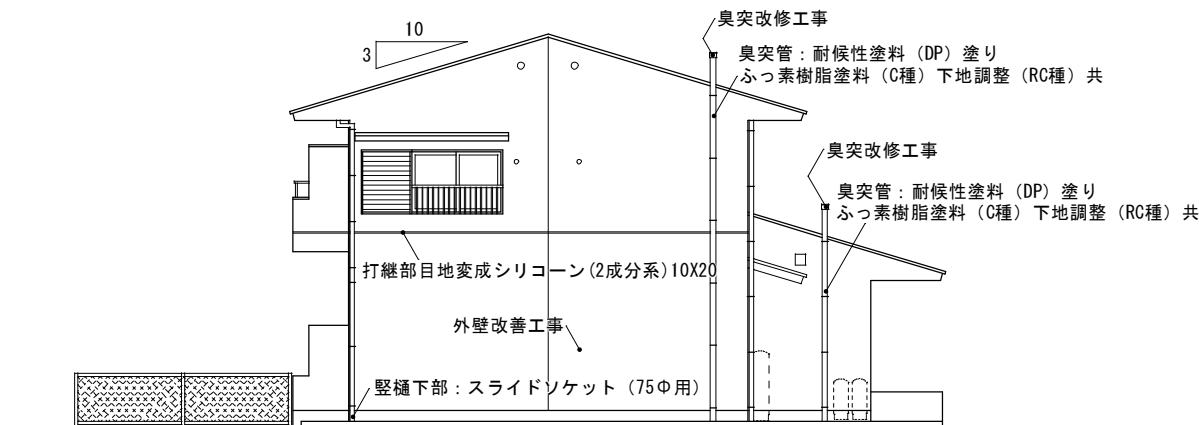 臭突改修工事
10
3
臭突管：耐候性塗料（DP）塗り
ふっ素樹脂塗料（C種）下地調整（RC種）共
臭突改修工事
臭突管：耐候性塗料（DP）塗り
ふっ素樹脂塗料（C種）下地調整（RC種）共
打継部目地変成シリコーン(2成分系)10X20
外壁改善工事
竪樋下部：スライドソケット（75Φ用）